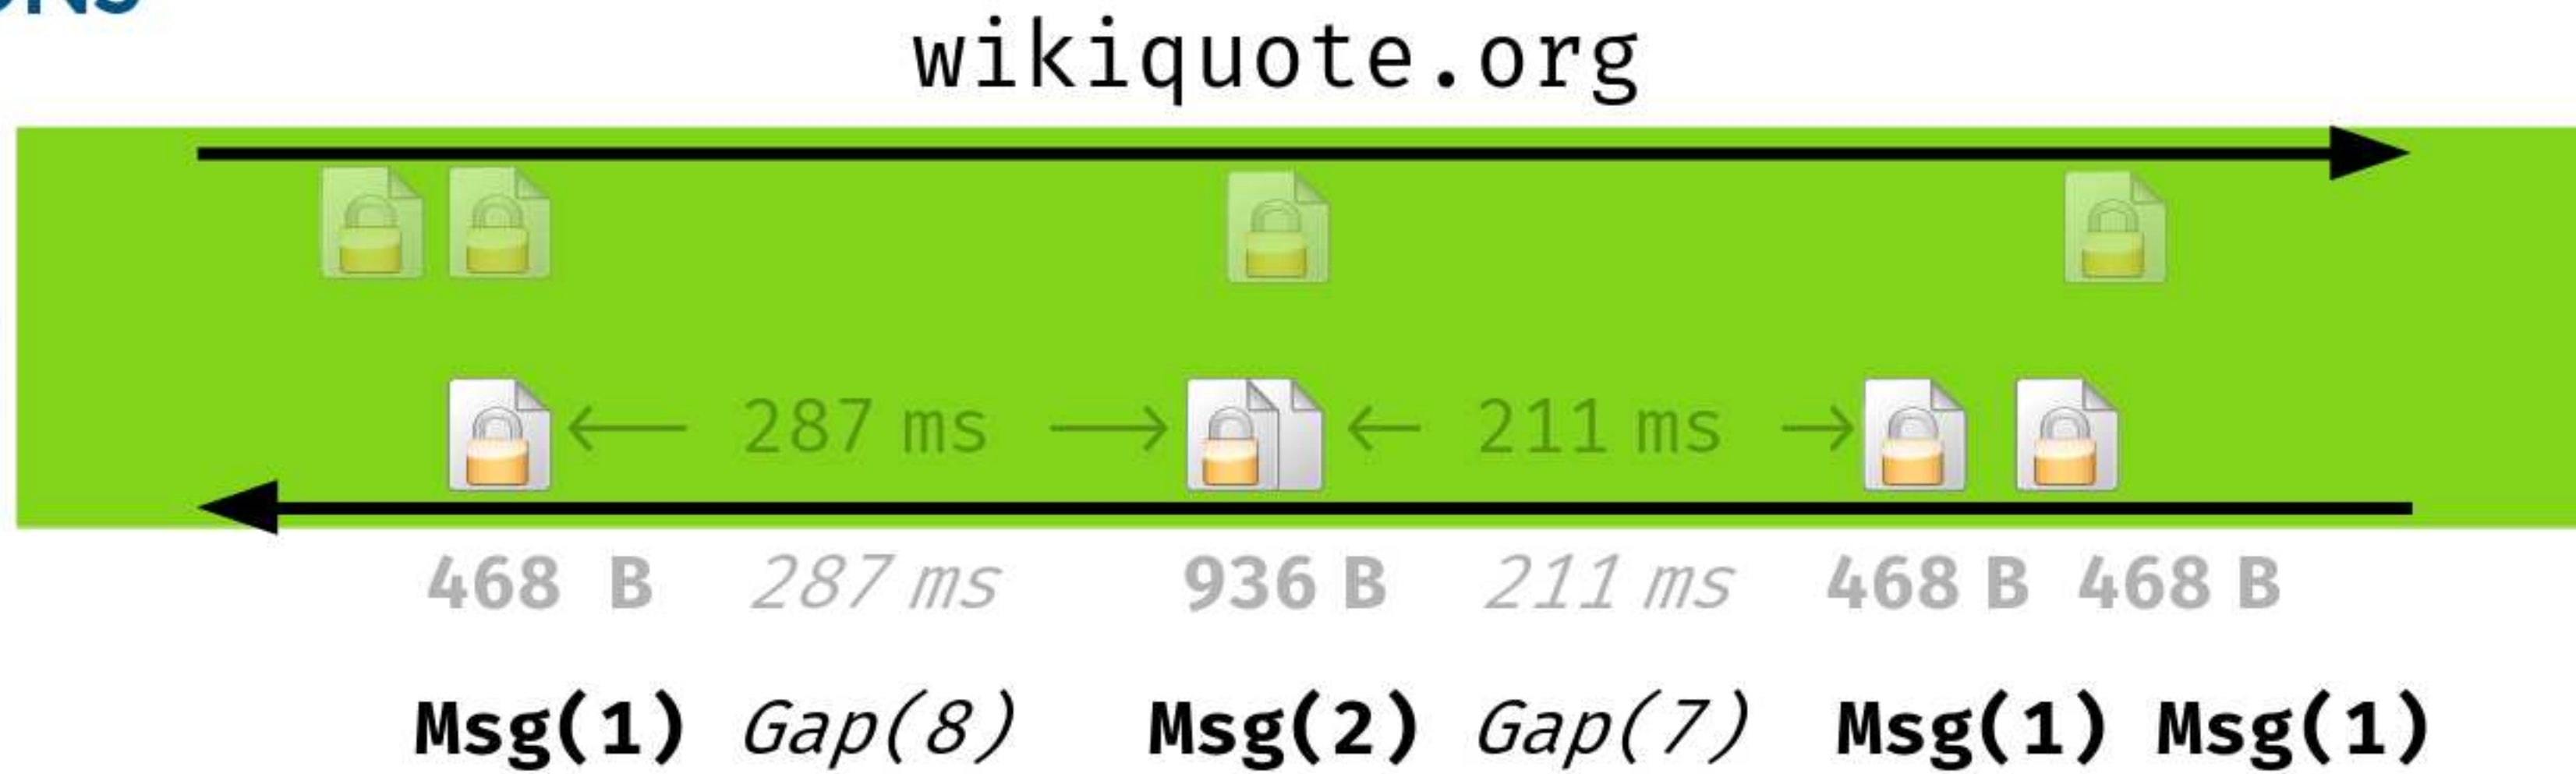 wikiquote.org
← 287 ms → ← 211 ms →
468 B 287 ms 936 B 211 ms 468 B 468 B
Msg(1) Gap(8) Msg(2) Gap(7) Msg(1) Msg(1)